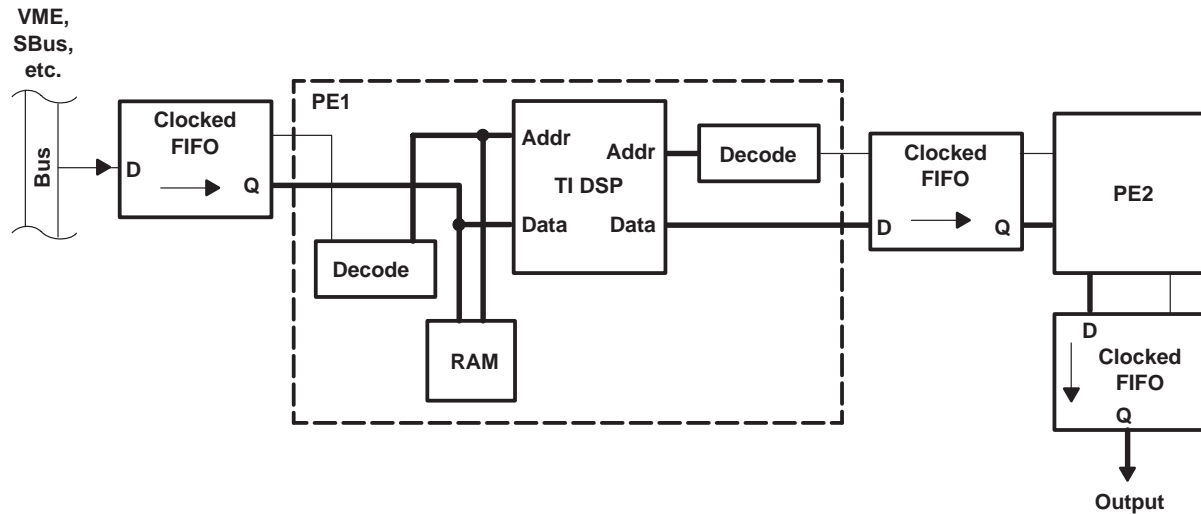 VME,
SBus,
etc.
Bus
Clocked
FIFO
D
Q
PE1
Decode
RAM
Addr
Data
TI DSP
Addr
Data
Decode
Clocked
FIFO
D
Q
PE2
D
Clocked
FIFO
Q
Output